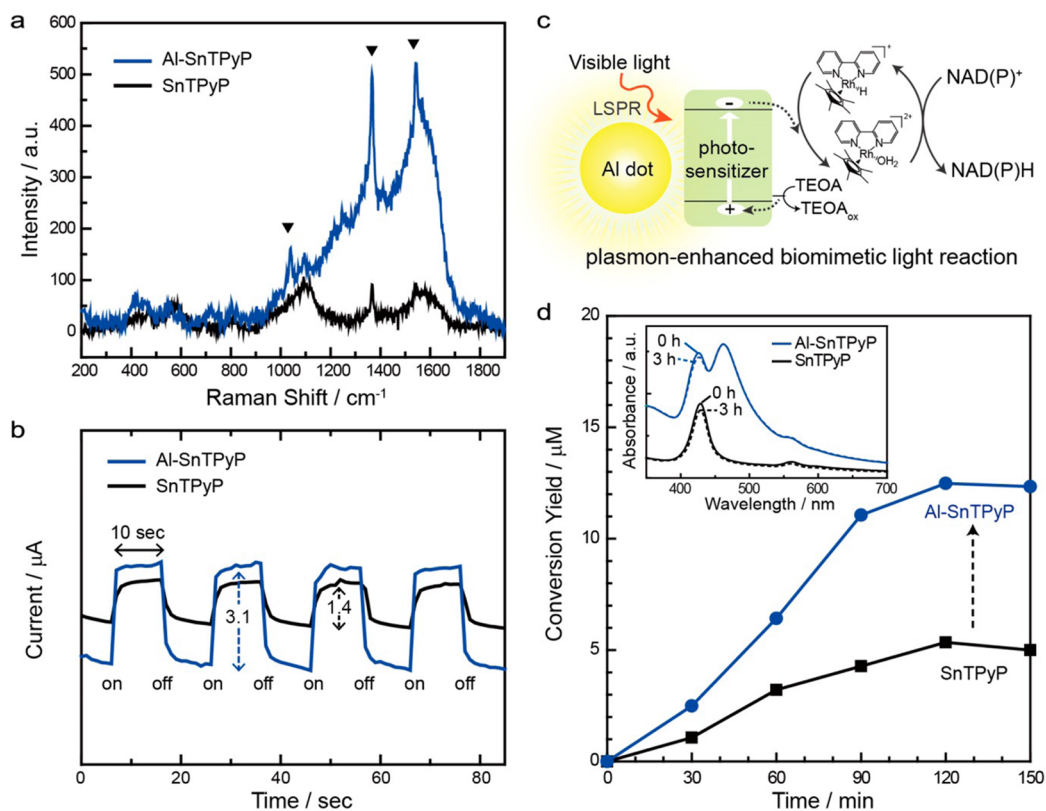 a
600
500
400
300
200
100
0
Intensity / a.u.
Al-SnTPyP
SnTPyP
200 400 600 800 1000 1200 1400 1600 1800
Raman Shift / cm⁻¹
b
Al-SnTPyP
SnTPyP
10 sec
3.1
1.4
on off on off on off on off
Current / μA
0 20 40 60 80
Time / sec
c
Visible light
LSPR
Al dot
photo-
sensitizer
-
+
TEOA
TEOAox
]⁺
N N
]²⁺
N N
NAD(P)⁺
NAD(P)H
plasmon-enhanced biomimetic light reaction
d
20
15
10
5
0
Conversion Yield / μM
0 h
3 h
Al-SnTPyP
SnTPyP
0 h
3 h
Absorbance / a.u.
400 500 600 700
Wavelength / nm
Al-SnTPyP
SnTPyP
0 30 60 90 120 150
Time / min